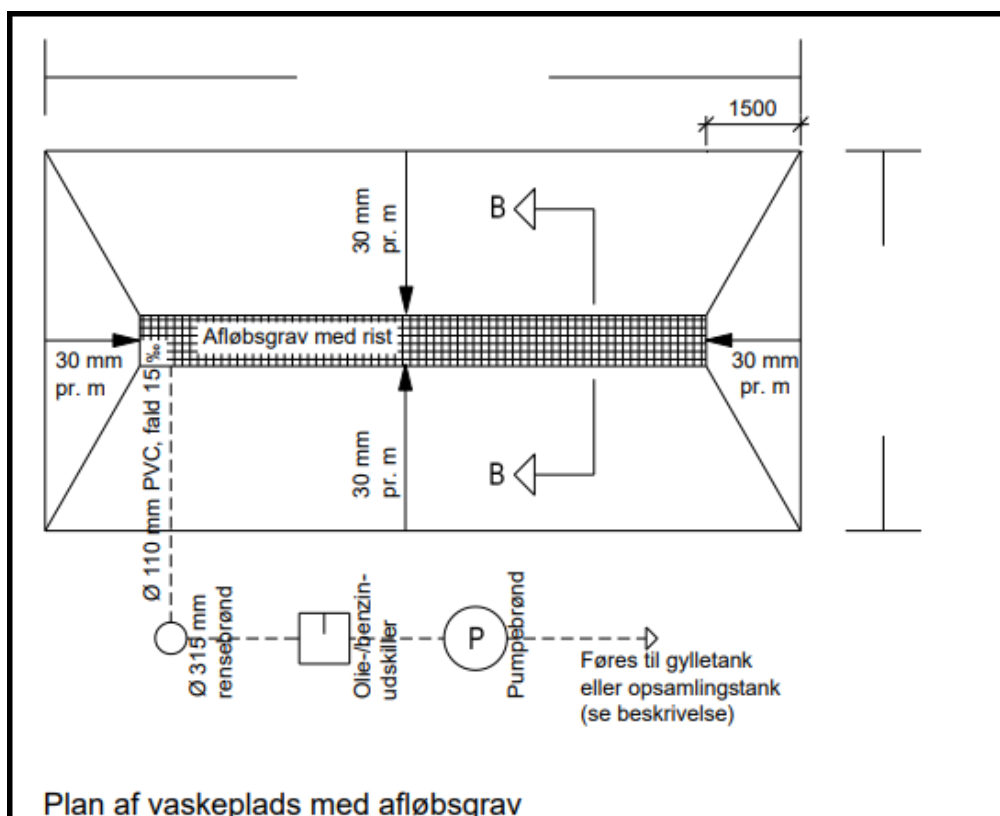 1500
B
30 mm
pr. m
Afløbsgrav med rist
30 mm
pr. m
30 mm
pr. m
Ø 110 mm PVC, fald 15 ‰
B
30 mm
pr. m
Ø 315 mm
rensebrønd
Olie-/benzin-
udskiller
P
Pumpebrønd
Føres til gylletank
eller opsamlingstank
(se beskrivelse)
Plan af vaskeplads med afløbsgrav